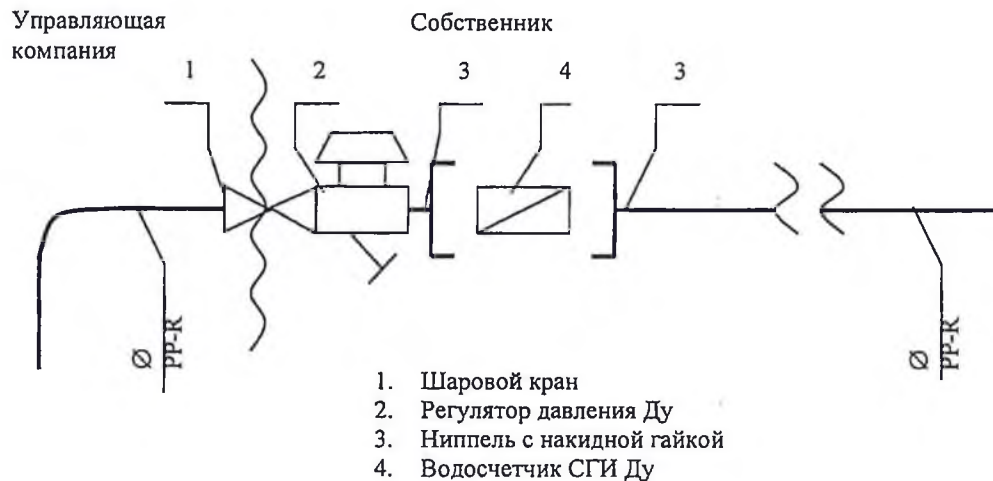 Управляющая
компания
Собственник
1 2 3 4 3
Ø
PP-R
Ø
PP-R
1. Шаровой кран
2. Регулятор давления Ду
3. Ниппель с накидной гайкой
4. Водосчетчик СГИ Ду